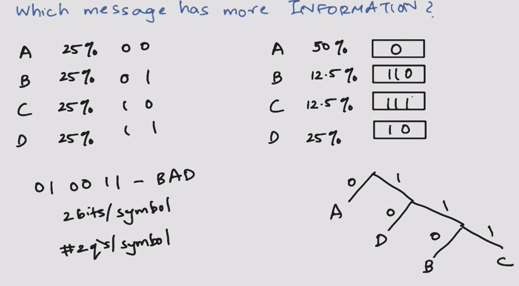 Which message has more INFORMATION?
A 25% 0 0
B 25% 0 1
C 25% 1 0
D 25% 1 1
01 00 11 - BAD
2 bits/symbol
#2q's/symbol
A 50% 0
B 12.5% 110
C 12.5% 111
D 25% 10
0 1
A 0 1
D 0 1
B C